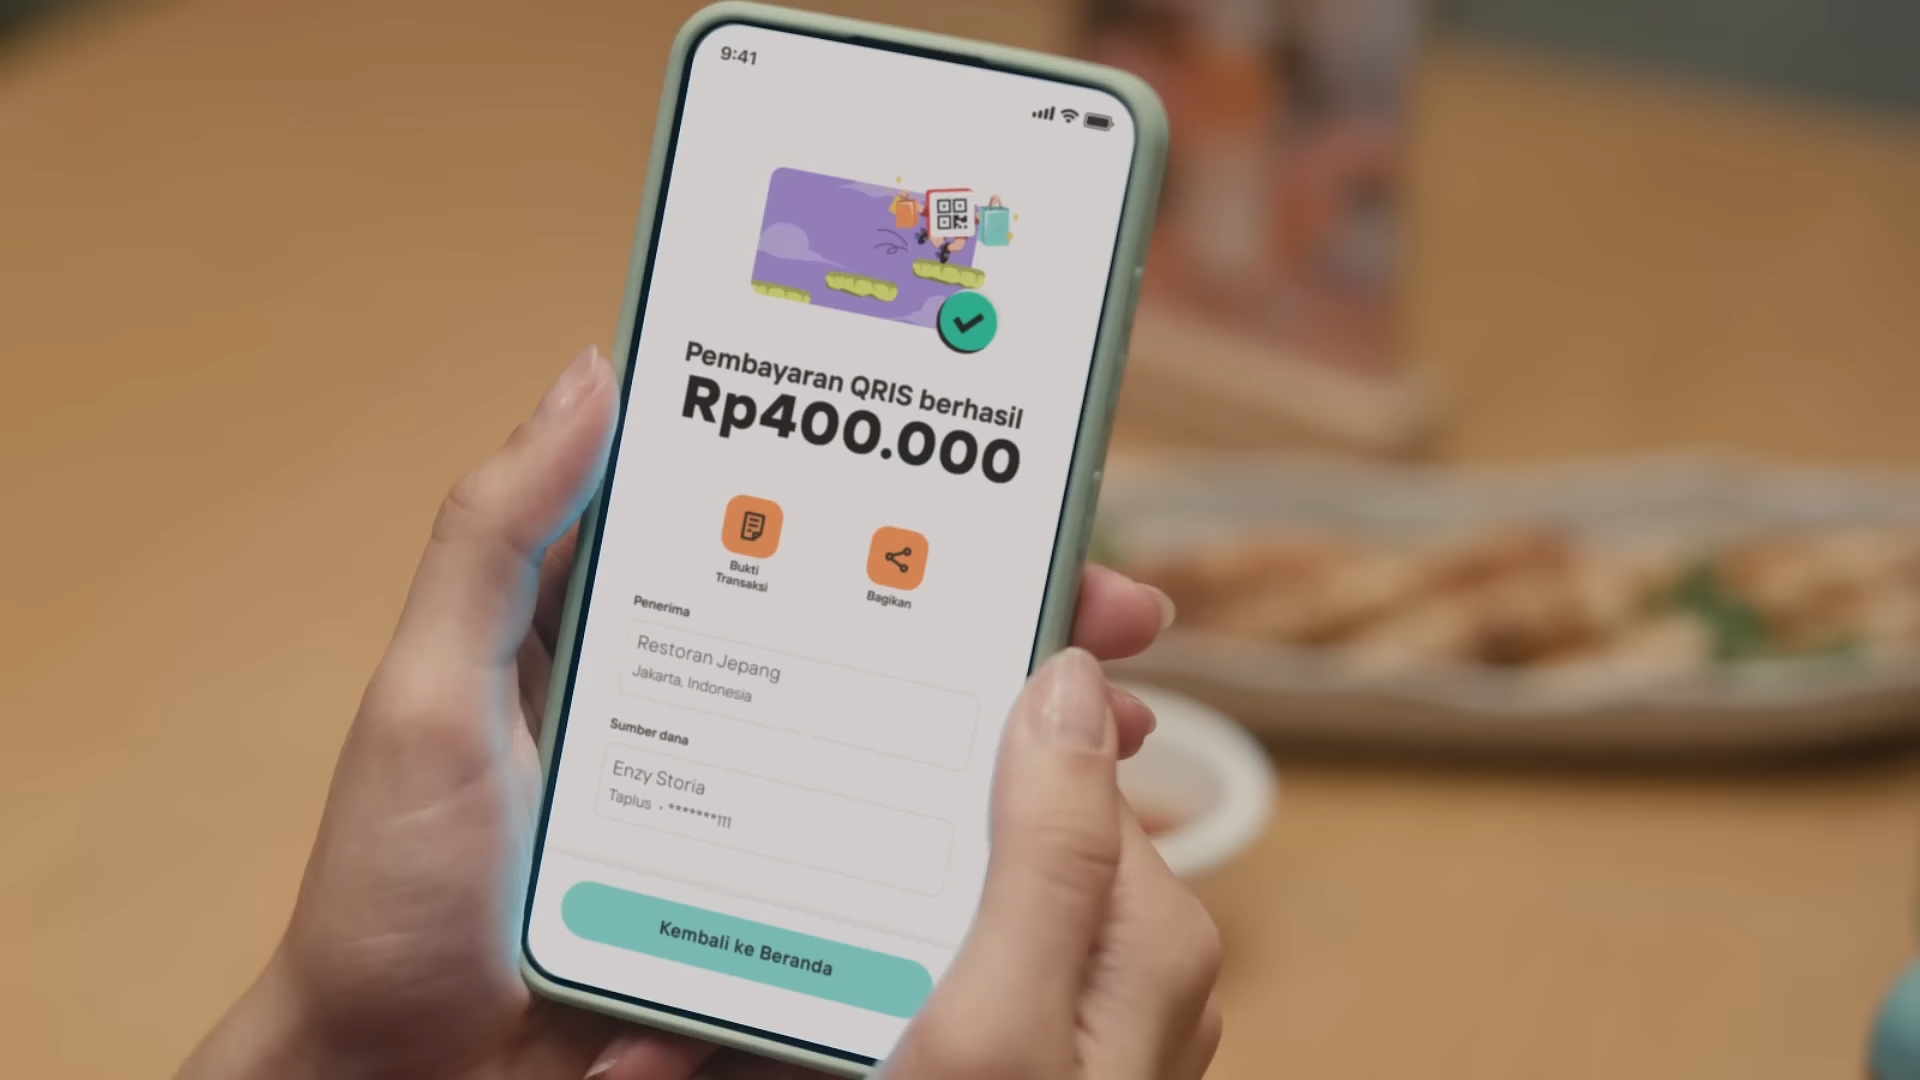 9:41
Pembayaran QRIS berhasil
Rp400.000
Bukti
Transaksi
Bagikan
Penerima
Restoran Jepang
Jakarta, Indonesia
Sumber dana
Enzy Storia
Taplus • *******111
Kembali ke Beranda